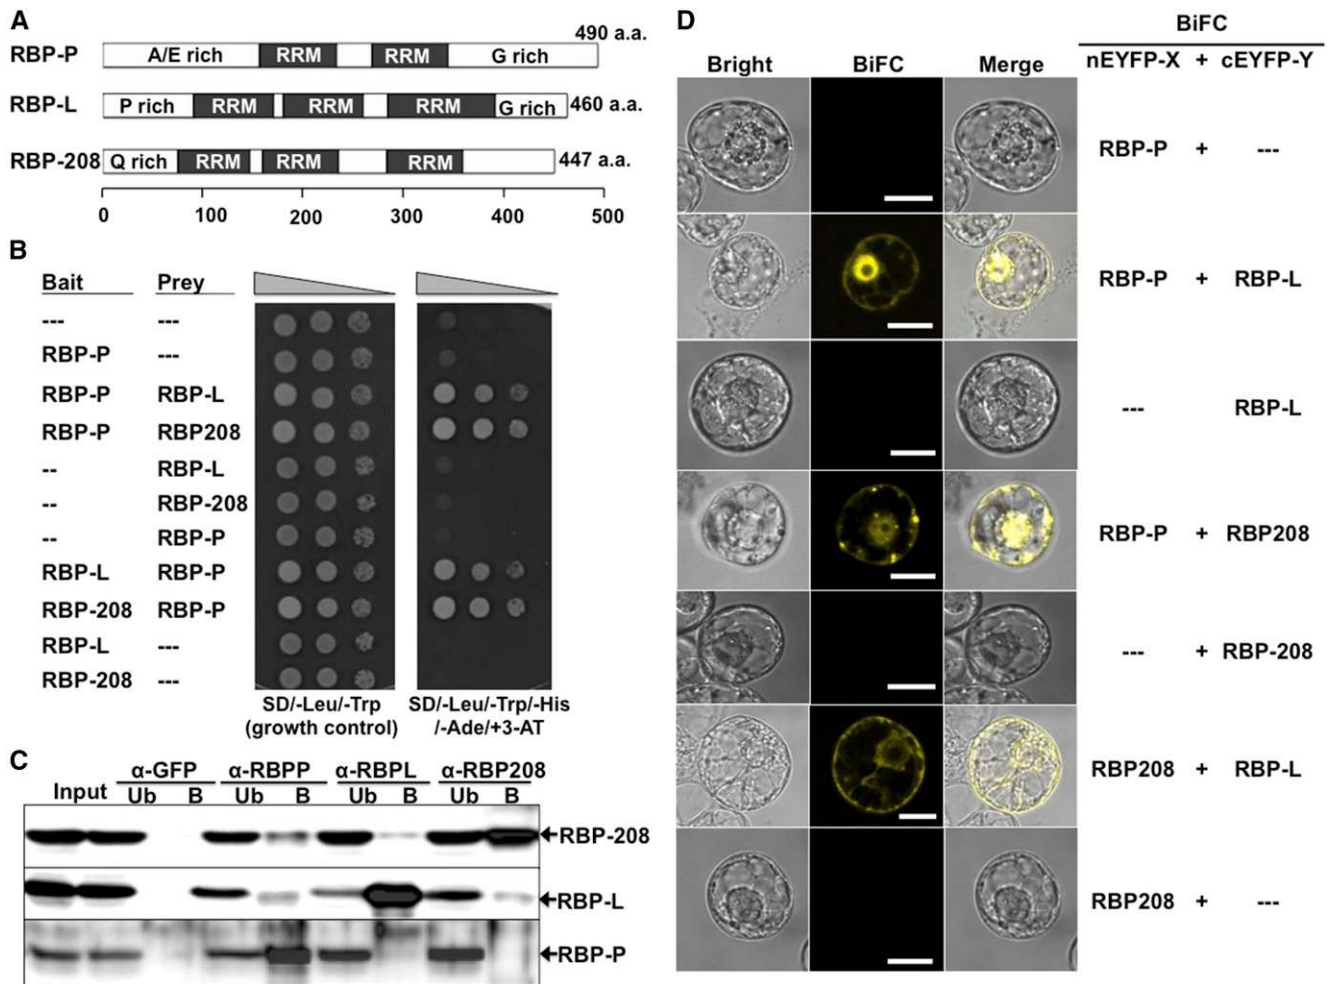 A
490 a.a.
RBP-P A/E rich RRM RRM G rich
RBP-L P rich RRM RRM RRM G rich 460 a.a.
RBP-208 Q rich RRM RRM RRM 447 a.a.
0 100 200 300 400 500
B
Bait Prey
--- ---
RBP-P ---
RBP-P RBP-L
RBP-P RBP208
-- RBP-L
-- RBP-208
-- RBP-P
RBP-L RBP-P
RBP-208 RBP-P
RBP-L ---
RBP-208 ---
SD/-Leu/-Trp
(growth control)
SD/-Leu/-Trp/-His
/-Ade/+3-AT
C
α-GFP α-RBPP α-RBPL α-RBP208
Input Ub B Ub B Ub B Ub B
RBP-208
RBP-L
RBP-P
D
BiFC
Bright BiFC Merge nEYFP-X + cEYFP-Y
RBP-P + ---
RBP-P + RBP-L
--- RBP-L
RBP-P + RBP208
--- + RBP-208
RBP208 + RBP-L
RBP208 + ---